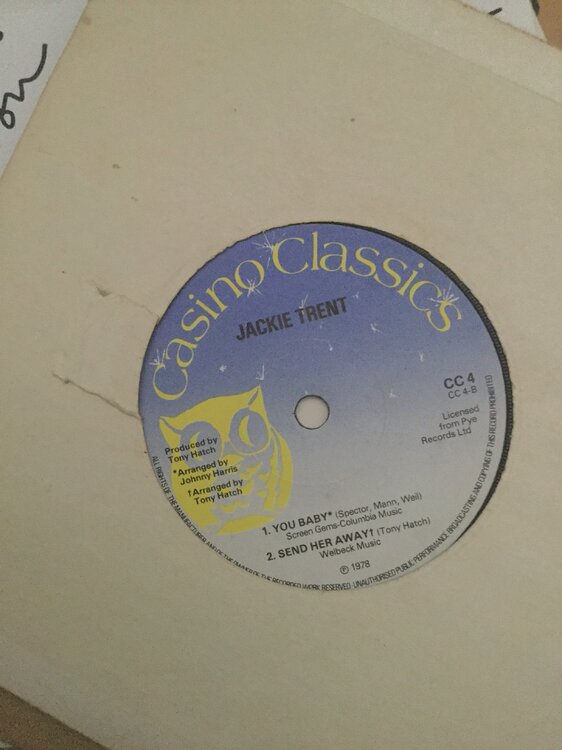 Casino Classics
JACKIE TRENT
CC 4
CC 4-B
Licensed
from Pye
Records Ltd
Produced by
Tony Hatch
*Arranged by
Johnny Harris
†Arranged by
Tony Hatch
1. YOU BABY* (Spector, Mann, Weil)
Screen Gems-Columbia Music
2. SEND HER AWAY† (Tony Hatch)
Welbeck Music
℗ 1978
ALL RIGHTS OF THE MANUFACTURER AND OF THE OWNER OF THE RECORDED WORK RESERVED · UNAUTHORISED PUBLIC PERFORMANCE BROADCASTING AND COPYING OF THIS RECORD PROHIBITED